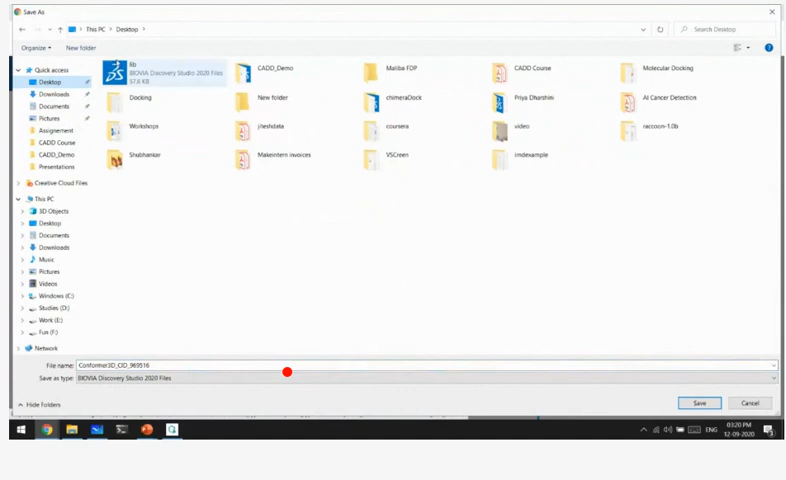 Save As
This PC > Desktop >
Search Desktop
Organize
New folder
Quick access
Desktop
Downloads
Documents
Pictures
Assignement
CADD Course
CADD_Demo
Presentations
Creative Cloud Files
This PC
3D Objects
Desktop
Documents
Downloads
Music
Pictures
Videos
Windows (C:)
Studies (D:)
Work (E:)
Fun (F:)
Network
lib
BIOVIA Discovery Studio 2020 Files
57.8 KB
CADD_Demo
Maliba FDP
CADD Course
Molecular Docking
Docking
New folder
chimeraDock
Priya Dharshini
AI Cancer Detection
Workshops
jheshdata
coursera
video
raccoon-1.0b
Shubhankar
Makeintern invoices
VSCreen
imdexample
File name: Conformer3D_CID_969516
Save as type: BIOVIA Discovery Studio 2020 Files
Hide Folders
Save
Cancel
ENG
03:20 PM
12-09-2020